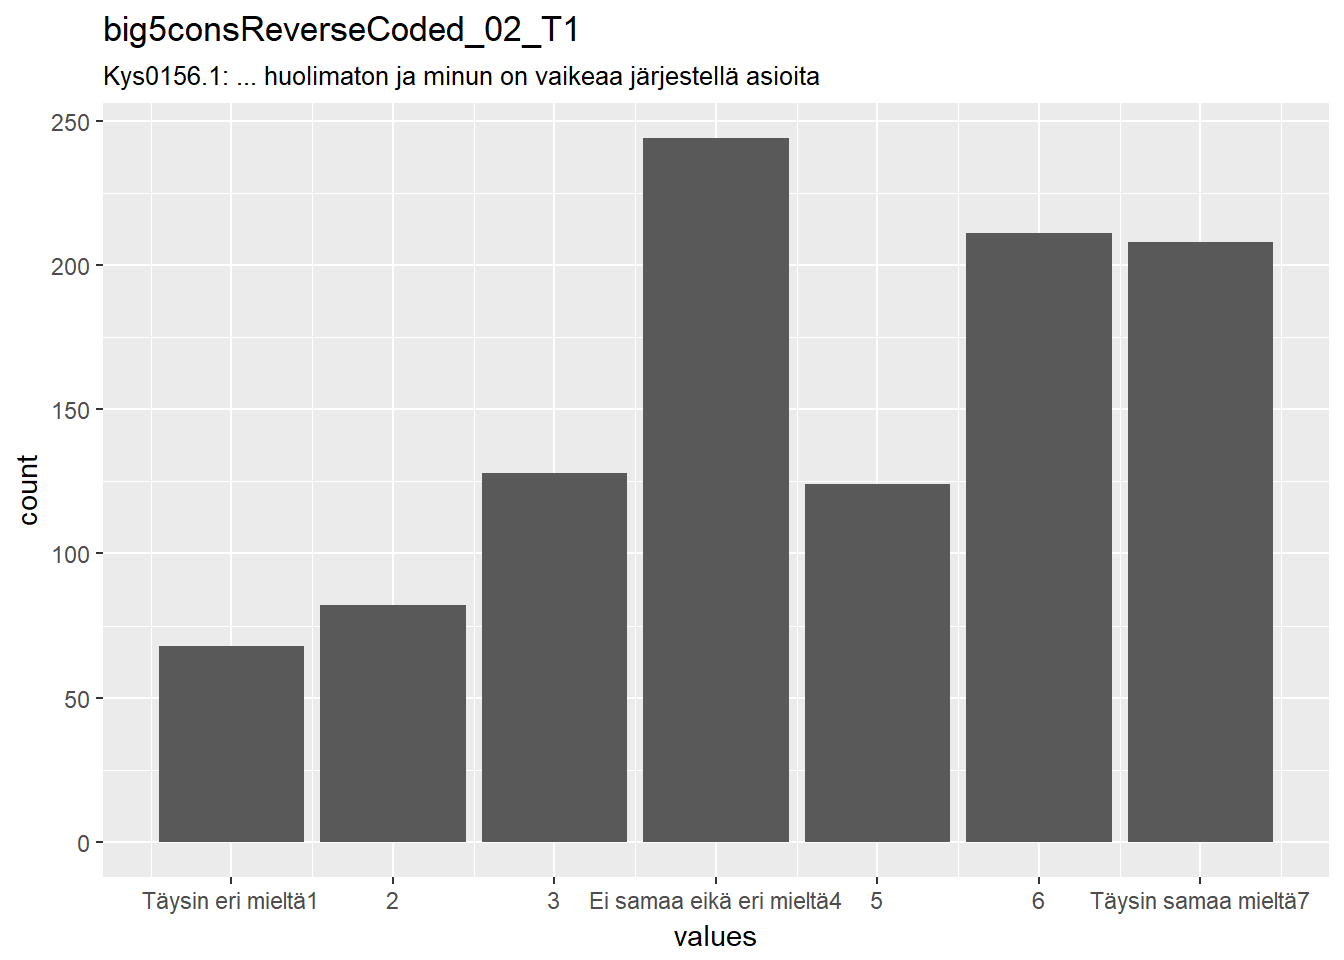 big5consReverseCoded_02_T1
Kys0156.1: ... huolimaton ja minun on vaikeaa järjestellä asioita
250
200
150
100
50
0
count
Täysin eri mieltä1 2 3 Ei samaa eikä eri mieltä4 5 6 Täysin samaa mieltä7
values